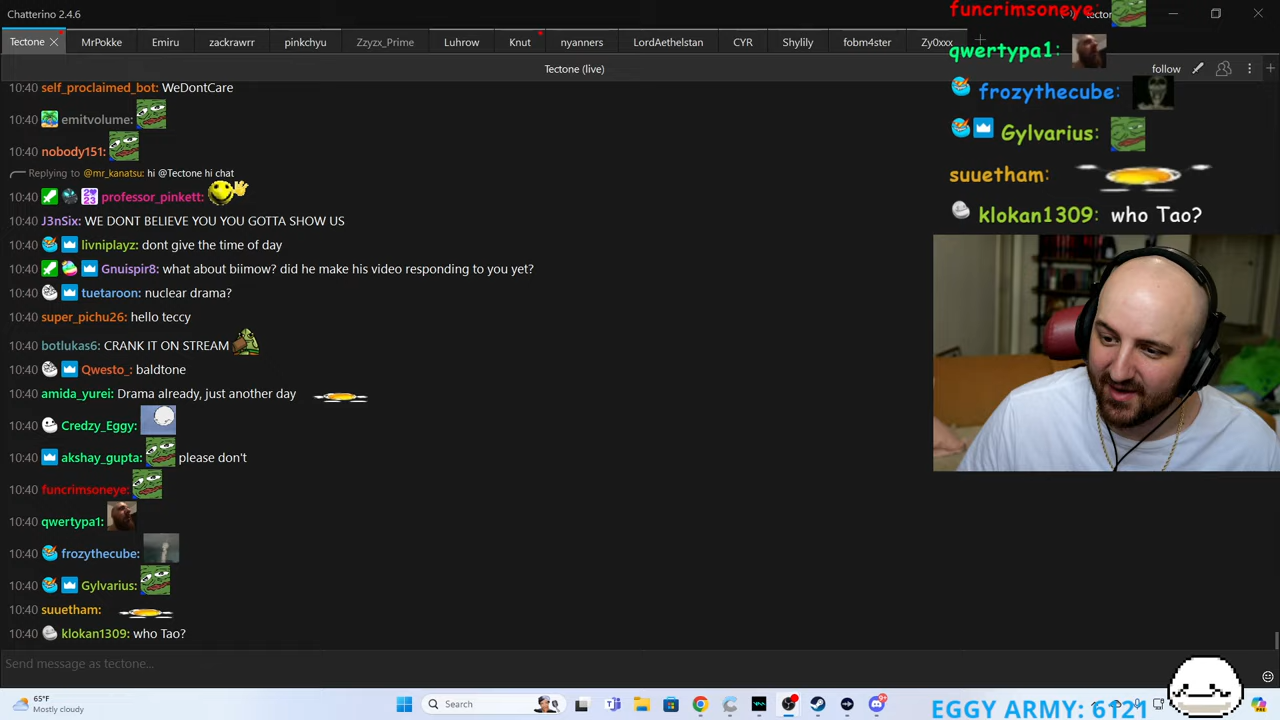 Chatterino 2.4.6
Tectone
MrPokke
Emiru
zackrawrr
pinkchyu
Zzyzx_Prime
Luhrow
Knut
nyanners
LordAethelstan
CYR
Shylily
fobm4ster
Zy0xxx
Tectone (live)
follow
10:40 self_proclaimed_bot: WeDontCare
10:40 emitvolume:
10:40 nobody151:
Replying to @mr_kanatsu: hi @Tectone hi chat
10:40 professor_pinkett:
10:40 J3nSix: WE DONT BELIEVE YOU YOU GOTTA SHOW US
10:40 livniplayz: dont give the time of day
10:40 Gnuispir8: what about biimow? did he make his video responding to you yet?
10:40 tuetaroon: nuclear drama?
10:40 super_pichu26: hello teccy
10:40 botlukas6: CRANK IT ON STREAM
10:40 Qwesto_: baldtone
10:40 amida_yurei: Drama already, just another day
10:40 Credzy_Eggy:
10:40 akshay_gupta: please don't
10:40 funcrimsoneye:
10:40 qwertypa1:
10:40 frozythecube:
10:40 Gylvarius:
10:40 suuetham:
10:40 klokan1309: who Tao?
Send message as tectone...
funcrimsoneye:
qwertypa1:
frozythecube:
Gylvarius:
suuetham:
klokan1309: who Tao?
65°F
Mostly cloudy
Search
EGGY ARMY: 6121